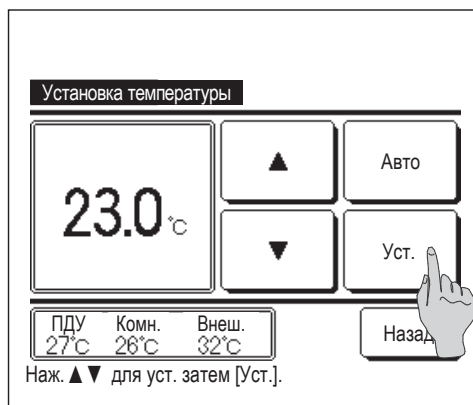 Установка температуры
▲ Авто
23.0 °C
▼ Уст.
ПДУ Комн. Внеш.
27°C 26°C 32°C
Назад
Наж. ▲ ▼ для уст. затем [Уст.].